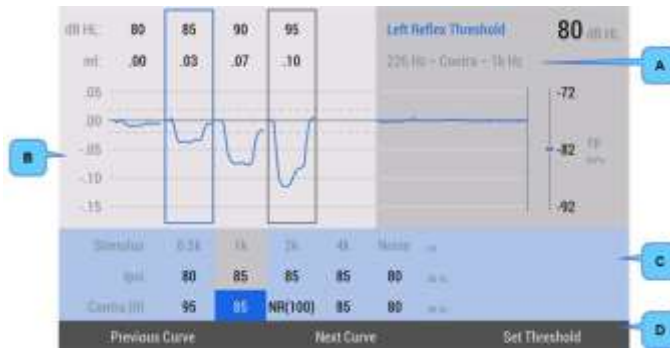 dB HL: 80 85 90 95
ml: .00 .03 .07 .10
Left Reflex Threshold 80 dB HL
226 Hz - Contra - 1k Hz
A
.05
.00
-.05
-.10
-.15
B
-72
-82
-92
Stimulus 0.5k 1k 2k 4k Noise
Ipsi 80 85 85 85 80
Contra (R) 95 85 NR(100) 85 80
C
Previous Curve Next Curve Set Threshold
D